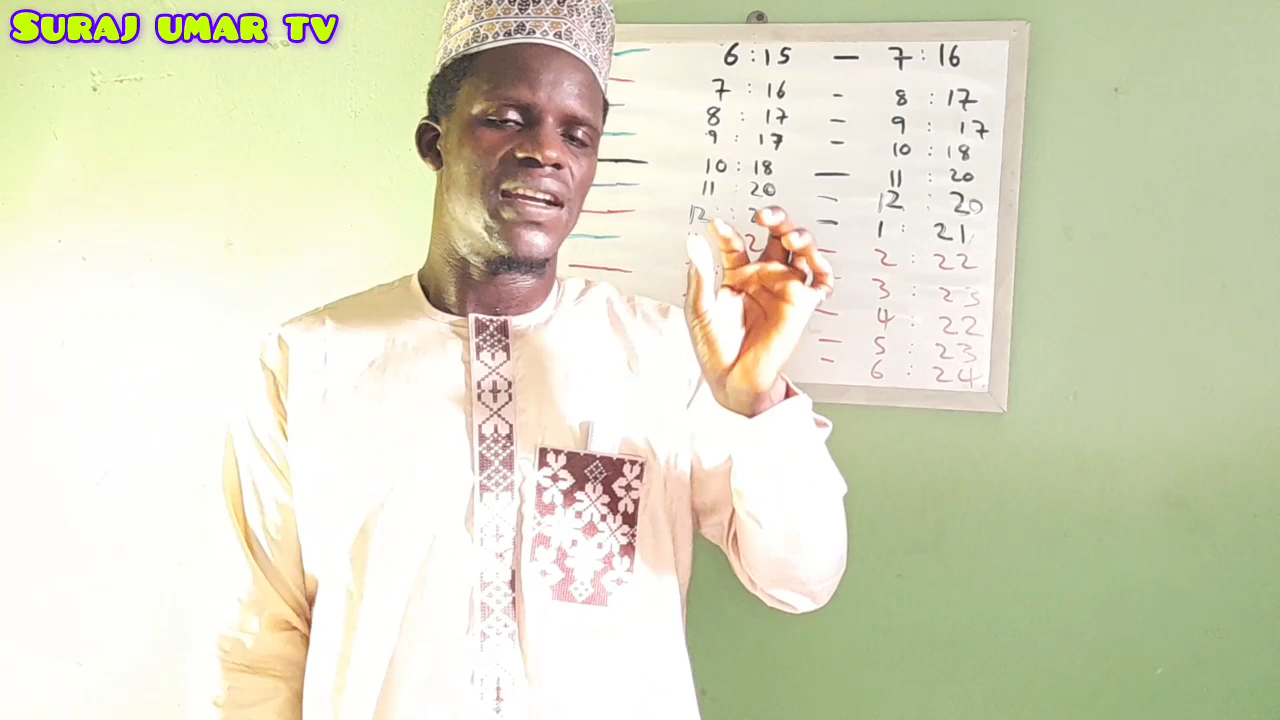 SURAJ UMAR TV
6:15 — 7:16
7:16 - 8:17
8:17 - 9:17
9:17 - 10:18
10:18 — 11:20
11:20 - 12:20
12: - 1:21
2:22
3:23
4:22
5:23
6:24